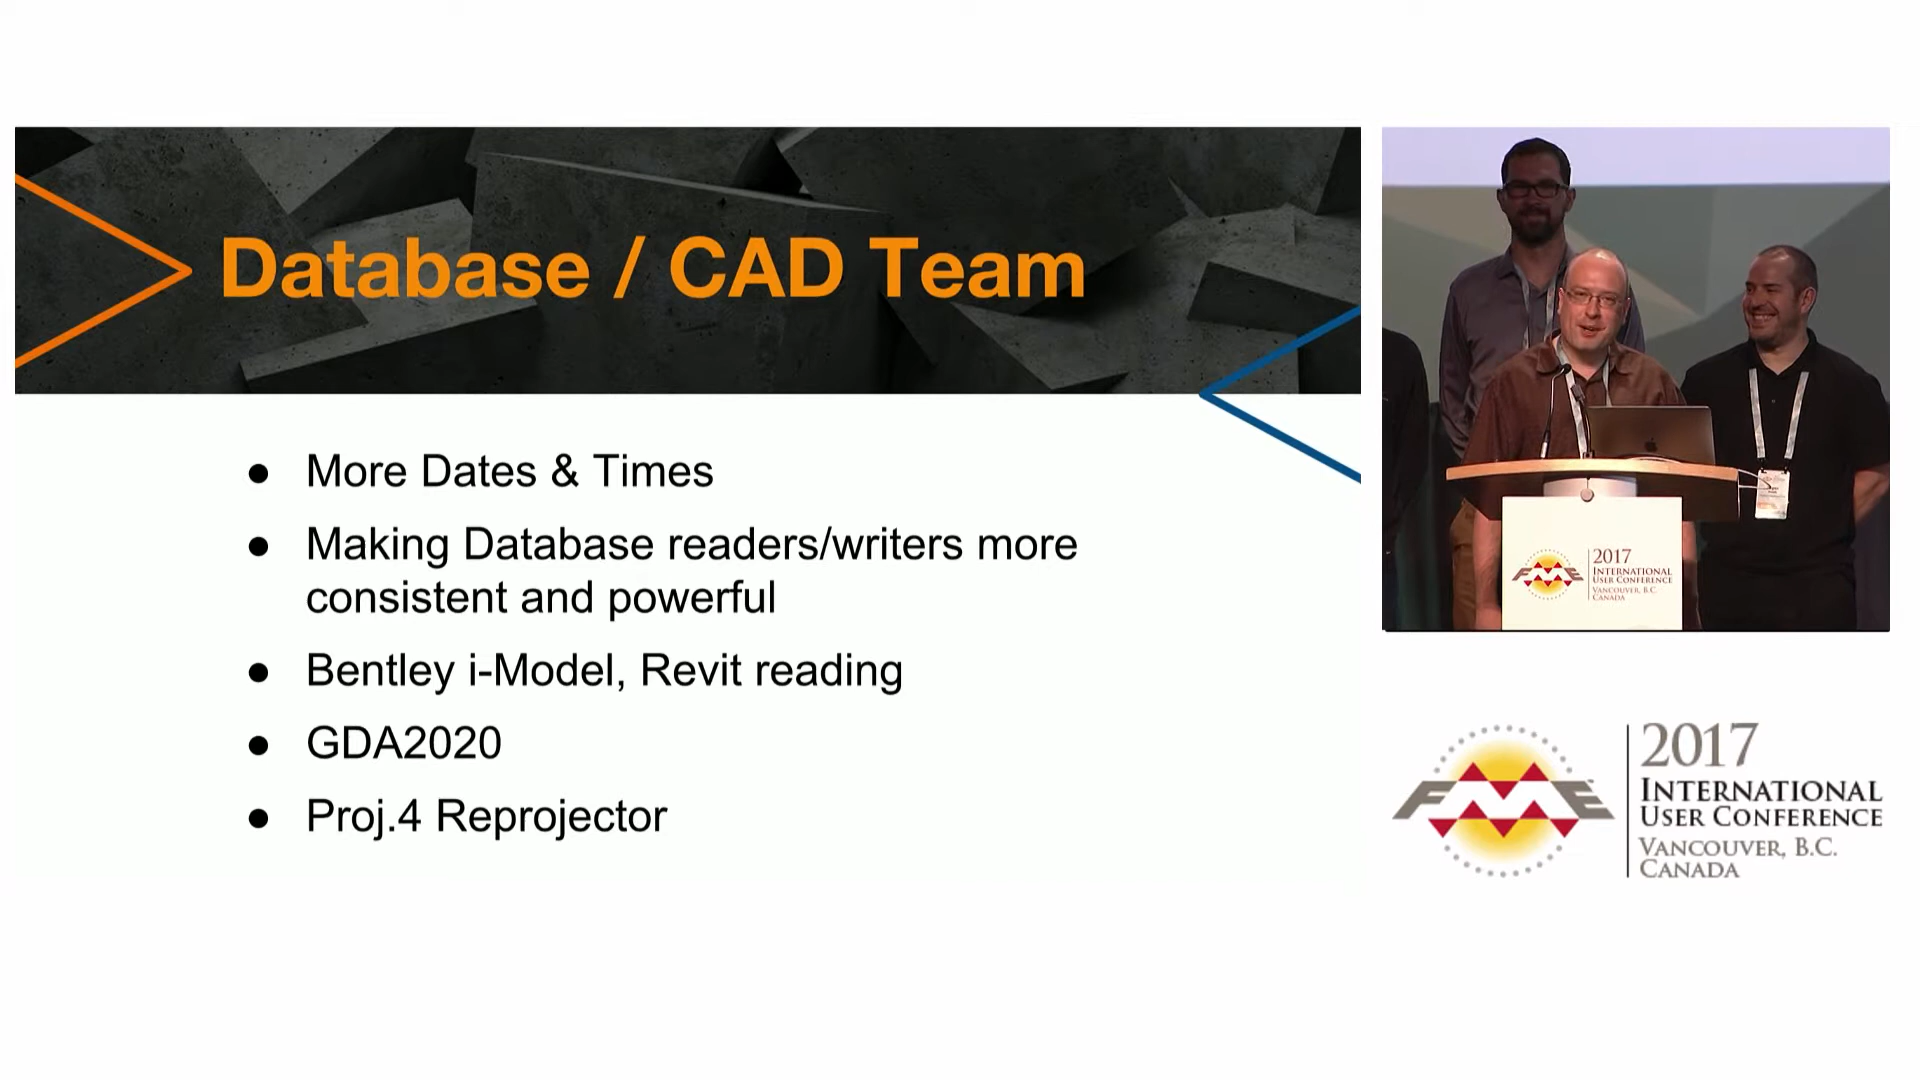 Database / CAD Team
● More Dates & Times
● Making Database readers/writers more
consistent and powerful
● Bentley i-Model, Revit reading
● GDA2020
● Proj.4 Reprojector
FME
2017
INTERNATIONAL
USER CONFERENCE
VANCOUVER, B.C.
CANADA
FME
2017
INTERNATIONAL
USER CONFERENCE
VANCOUVER, B.C.
CANADA